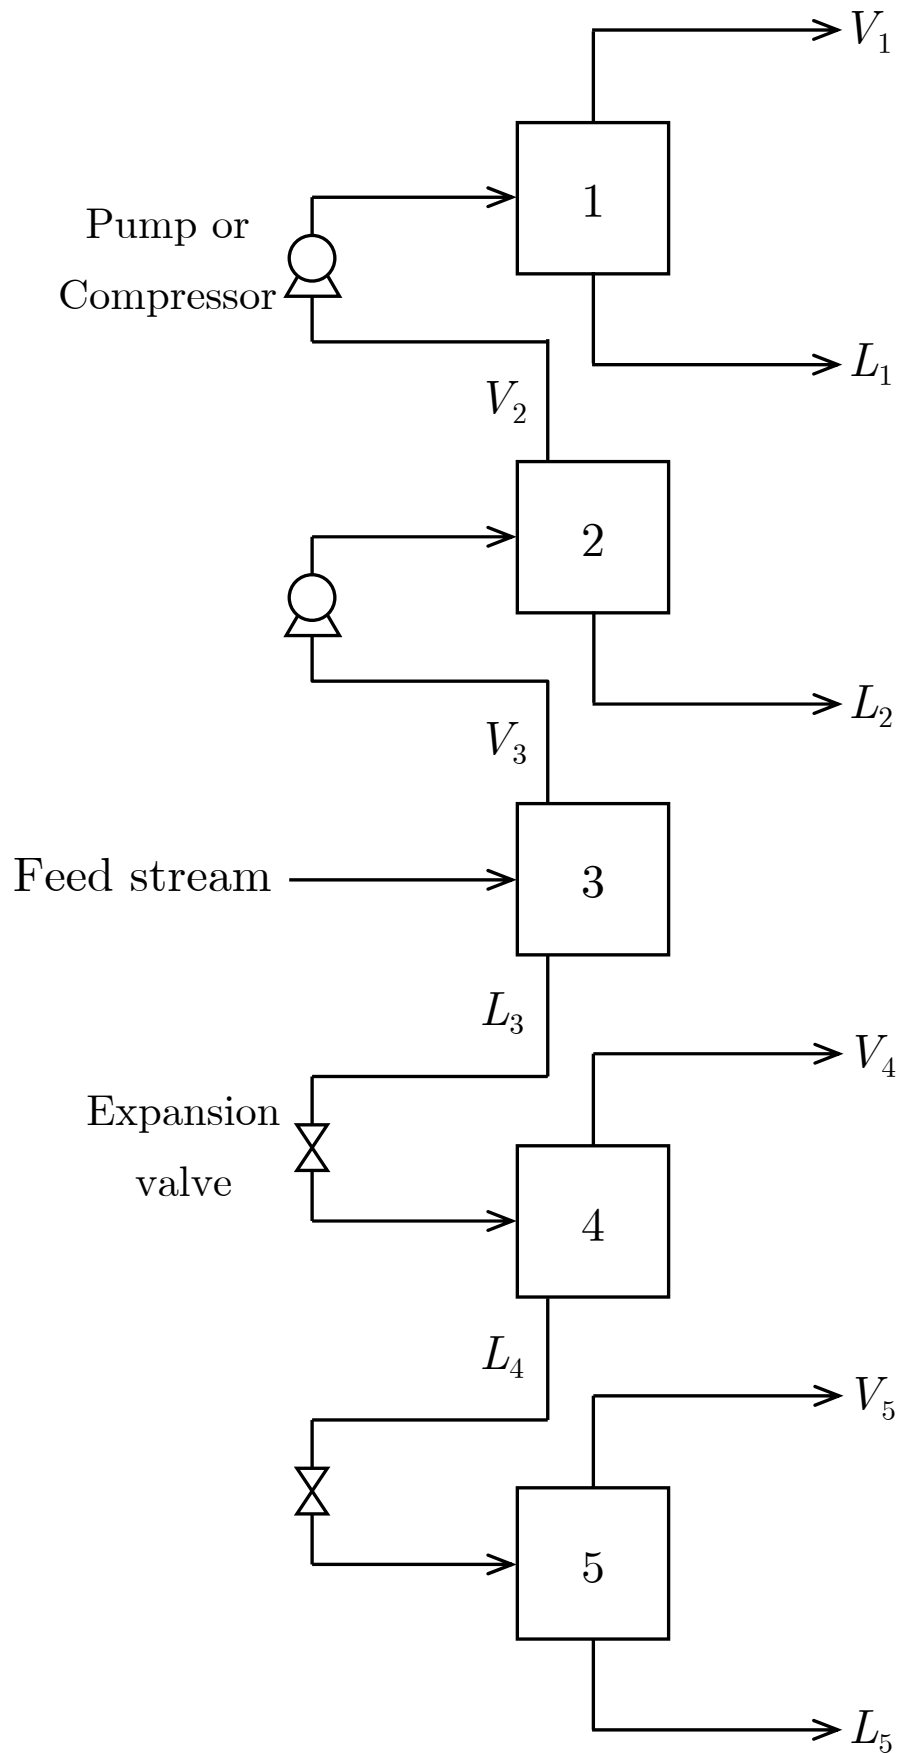 V₁
1
Pump or
Compressor
L₁
V₂
2
L₂
V₃
Feed stream
3
L₃
V₄
Expansion
valve
4
L₄
V₅
5
L₅